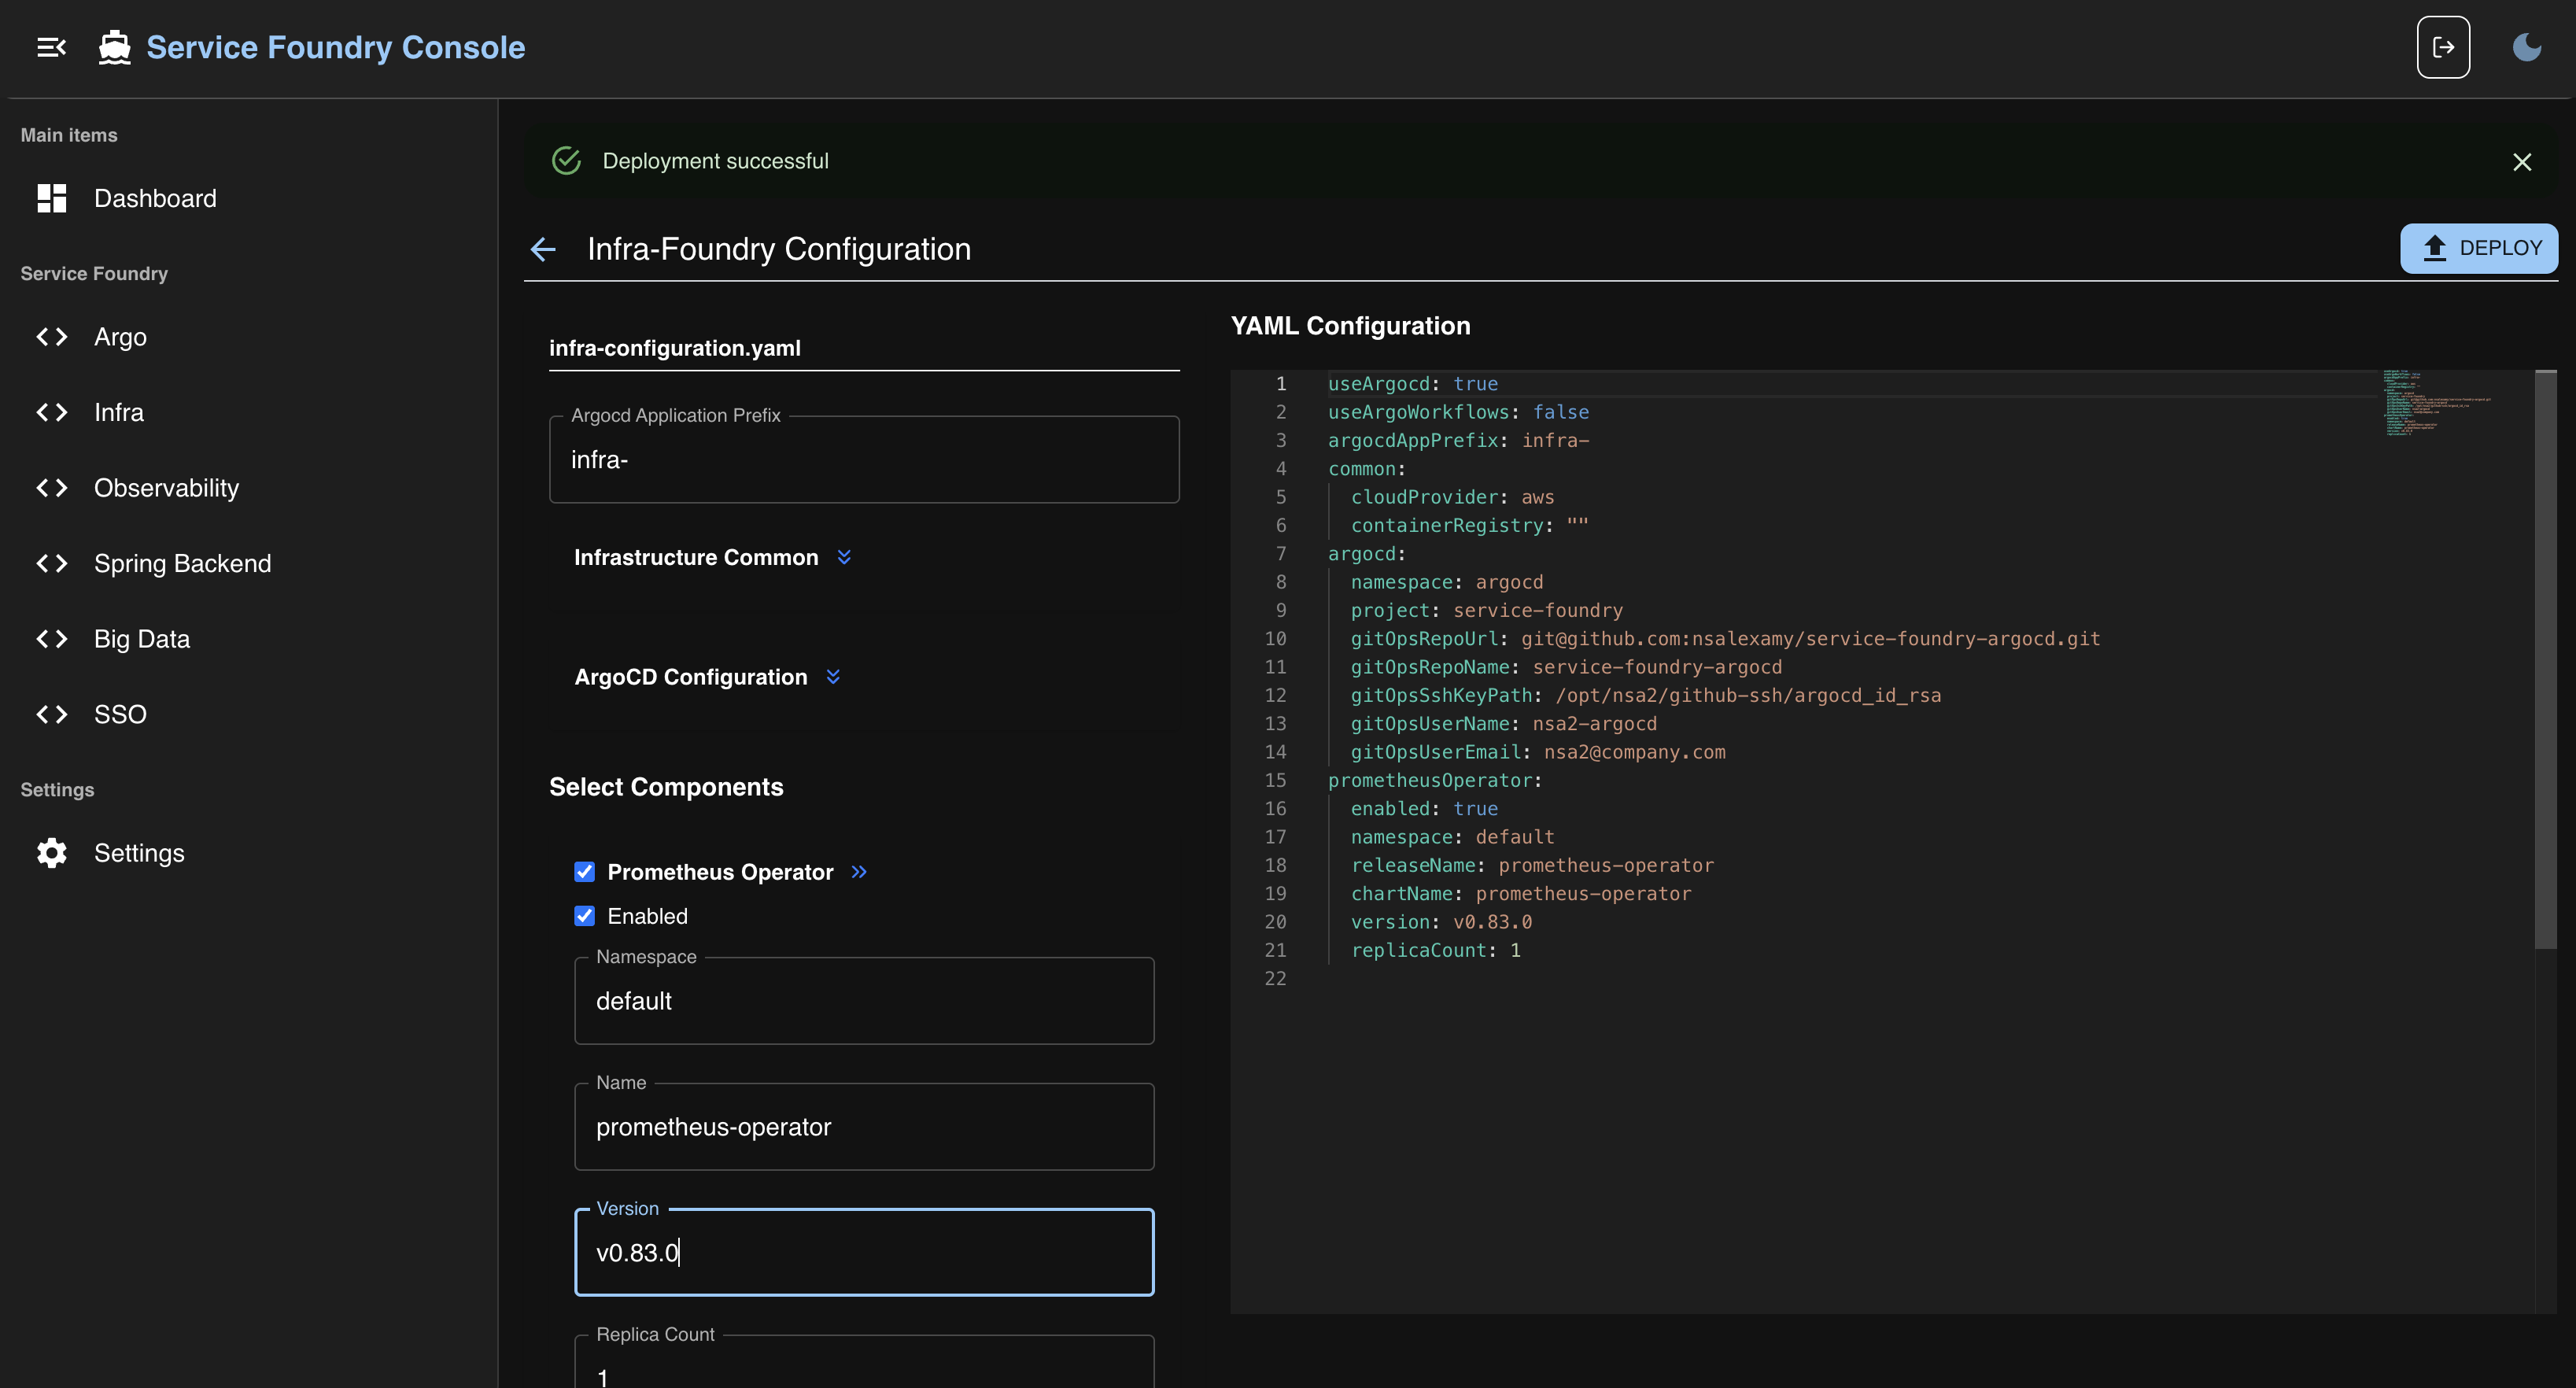 Service Foundry Console
Main items
Dashboard
Service Foundry
Argo
Infra
Observability
Spring Backend
Big Data
SSO
Settings
Settings
Deployment successful
Infra-Foundry Configuration
DEPLOY
infra-configuration.yaml
Argocd Application Prefix
infra-
Infrastructure Common
ArgoCD Configuration
Select Components
Prometheus Operator
Enabled
Namespace
default
Name
prometheus-operator
Version
v0.83.0
Replica Count
1
YAML Configuration
1 useArgocd: true
2 useArgoWorkflows: false
3 argocdAppPrefix: infra-
4 common:
5   cloudProvider: aws
6   containerRegistry: ""
7 argocd:
8   namespace: argocd
9   project: service-foundry
10   gitOpsRepoUrl: git@github.com:nsalexamy/service-foundry-argocd.git
11   gitOpsRepoName: service-foundry-argocd
12   gitOpsSshKeyPath: /opt/nsa2/github-ssh/argocd_id_rsa
13   gitOpsUserName: nsa2-argocd
14   gitOpsUserEmail: nsa2@company.com
15 prometheusOperator:
16   enabled: true
17   namespace: default
18   releaseName: prometheus-operator
19   chartName: prometheus-operator
20   version: v0.83.0
21   replicaCount: 1
22